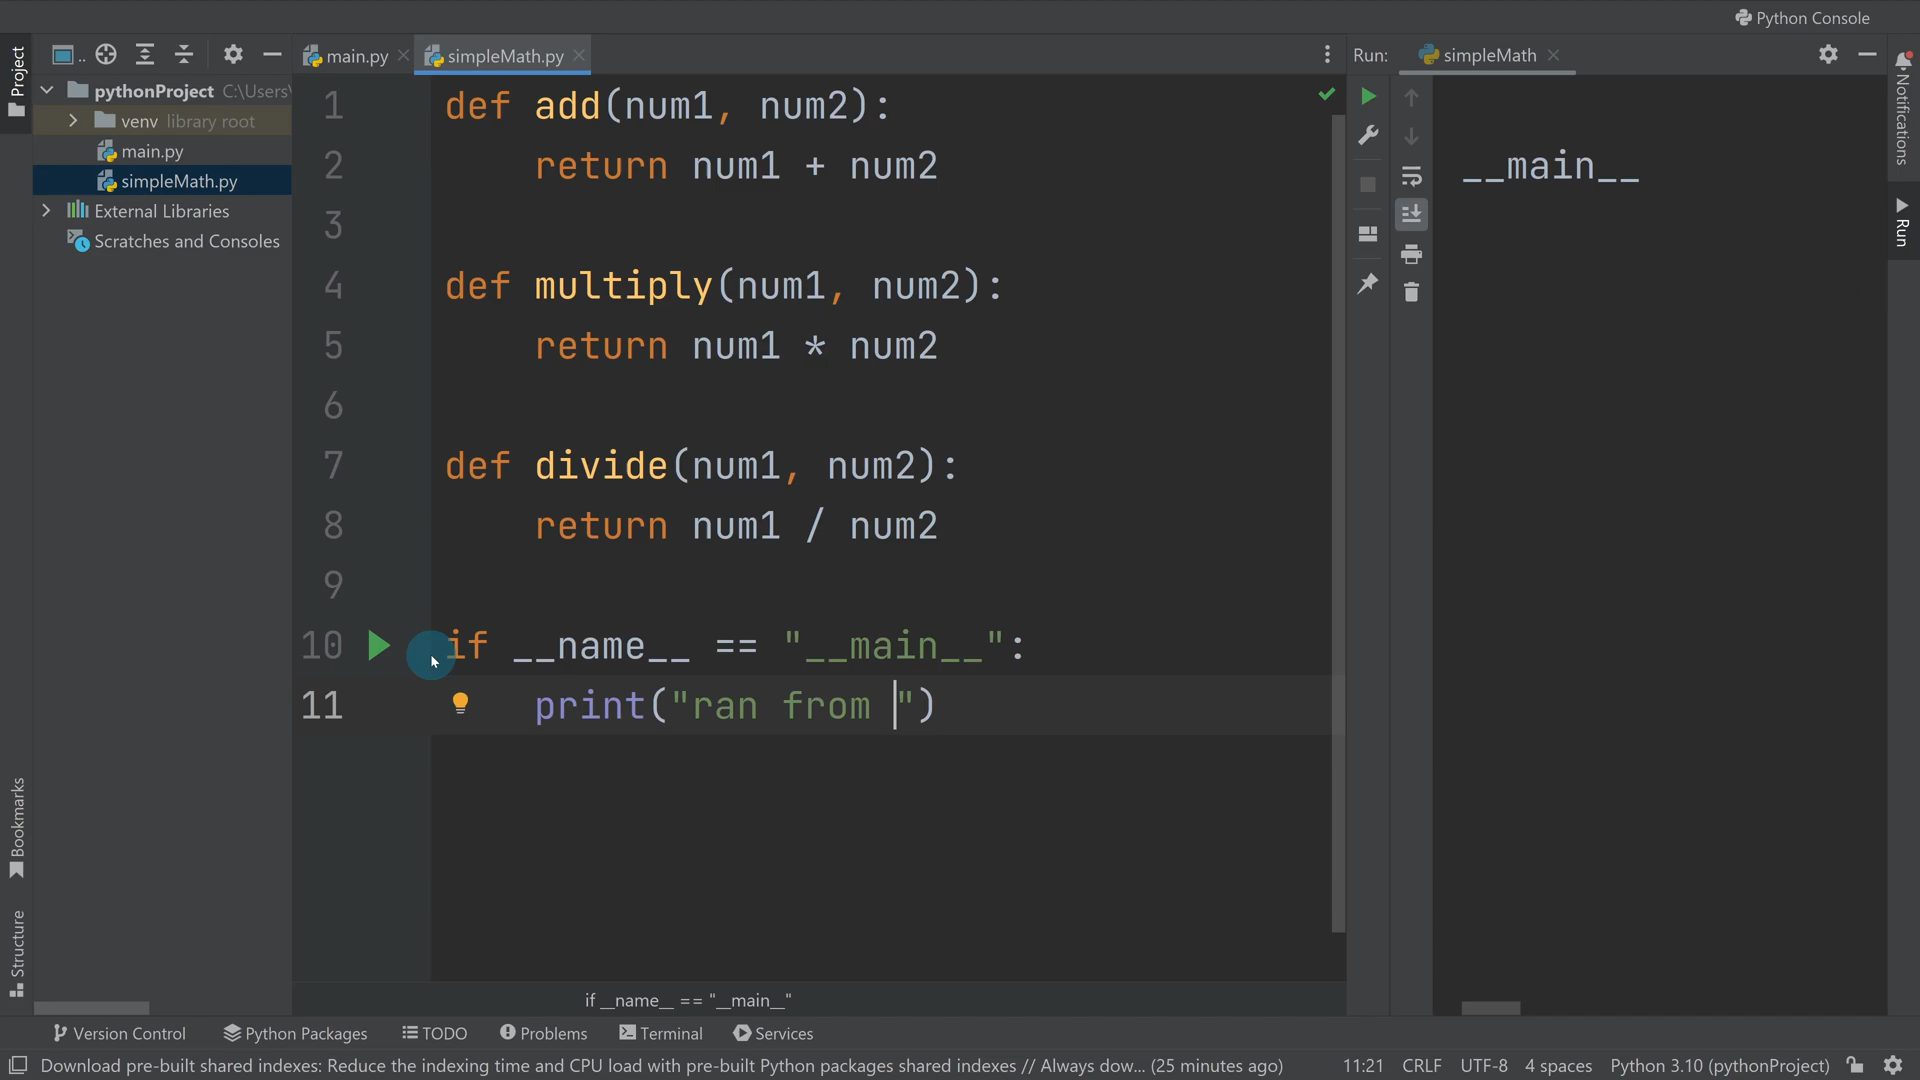 Python Console
Project
main.py
simpleMath.py
Run:
simpleMath
pythonProject C:\Users\
venv library root
main.py
simpleMath.py
External Libraries
Scratches and Consoles
1 def add(num1, num2):
2 return num1 + num2
3
4 def multiply(num1, num2):
5 return num1 * num2
6
7 def divide(num1, num2):
8 return num1 / num2
9
10 if __name__ == "__main__":
11 print("ran from ")
if __name__ == "__main__"
__main__
Notifications
Run
Bookmarks
Structure
Version Control
Python Packages
TODO
Problems
Terminal
Services
Download pre-built shared indexes: Reduce the indexing time and CPU load with pre-built Python packages shared indexes // Always dow... (25 minutes ago)
11:21 CRLF UTF-8 4 spaces Python 3.10 (pythonProject)